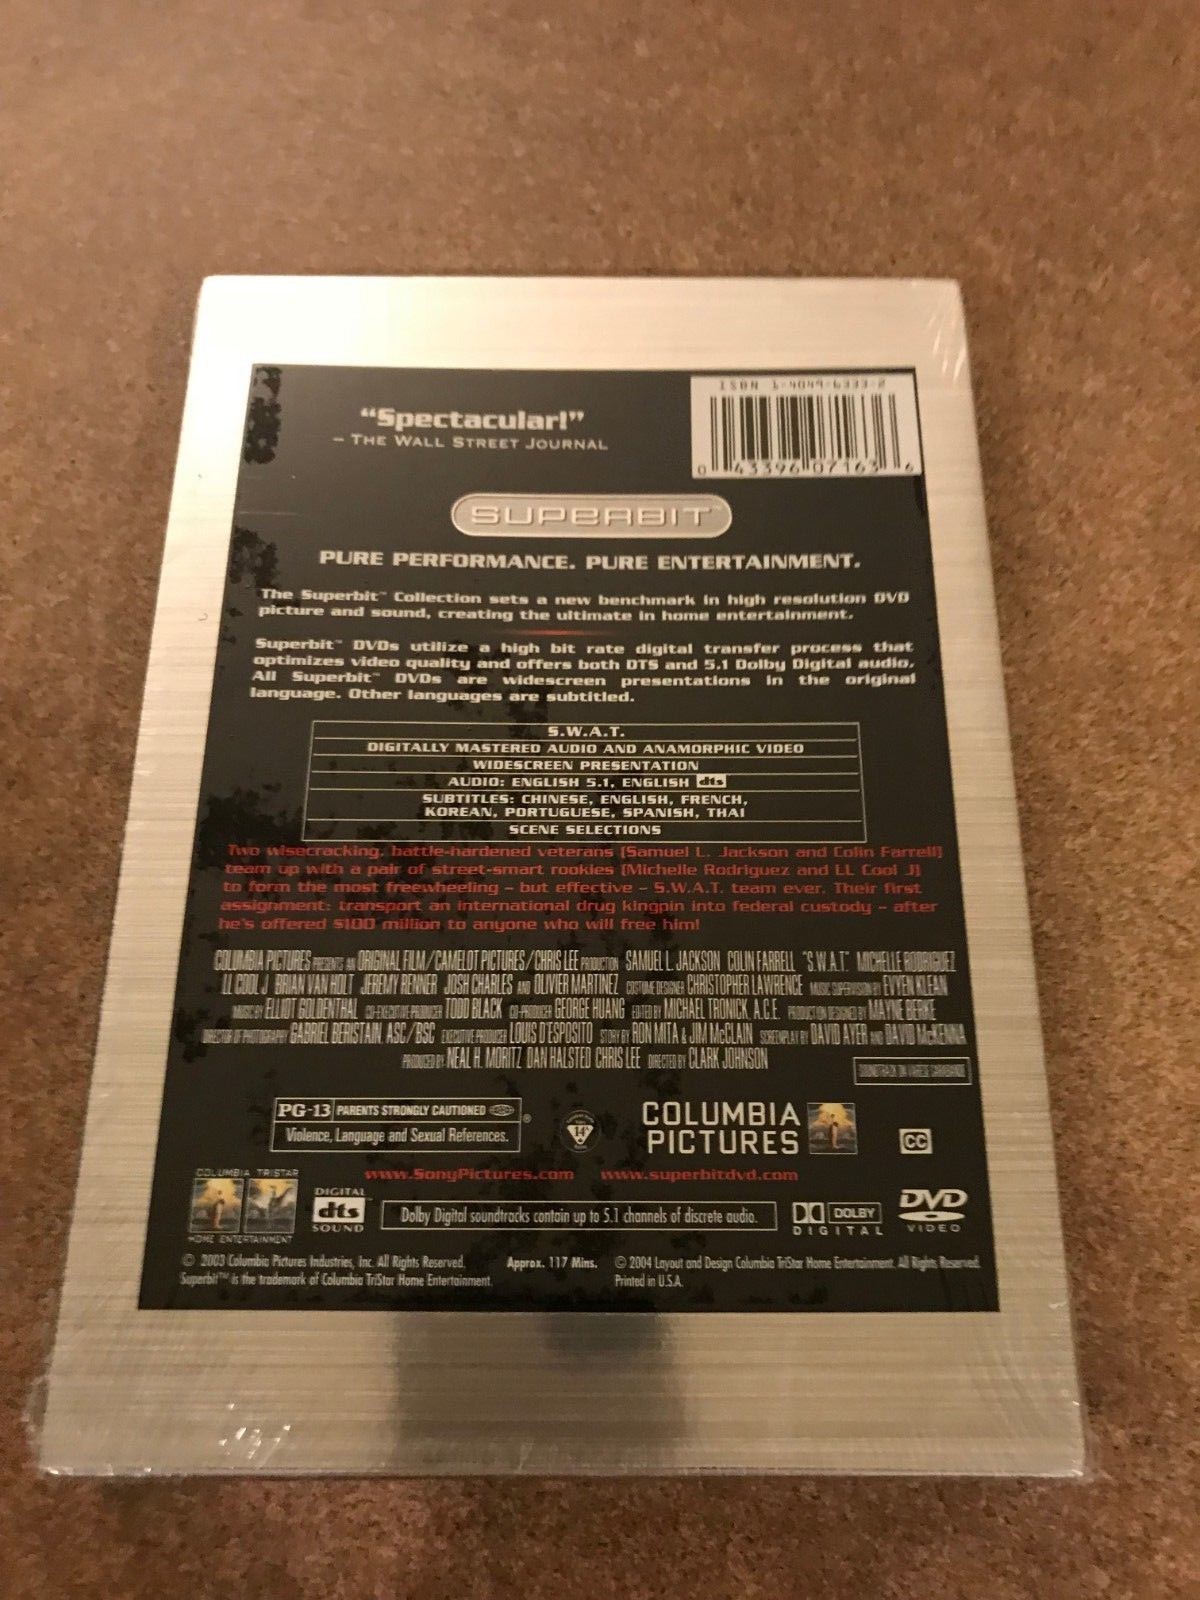 ISBN 1-4049-6333-2
"Spectacular!"
– THE WALL STREET JOURNAL
0 43396 07163 6
SUPERBIT™
PURE PERFORMANCE. PURE ENTERTAINMENT.
The Superbit™ Collection sets a new benchmark in high resolution DVD
picture and sound, creating the ultimate in home entertainment.
Superbit™ DVDs utilize a high bit rate digital transfer process that
optimizes video quality and offers both DTS and 5.1 Dolby Digital audio.
All Superbit™ DVDs are widescreen presentations in the original
language. Other languages are subtitled.
S.W.A.T.
DIGITALLY MASTERED AUDIO AND ANAMORPHIC VIDEO
WIDESCREEN PRESENTATION
AUDIO: ENGLISH 5.1, ENGLISH dts
SUBTITLES: CHINESE, ENGLISH, FRENCH,
KOREAN, PORTUGUESE, SPANISH, THAI
SCENE SELECTIONS
Two wisecracking, battle-hardened veterans (Samuel L. Jackson and Colin Farrell)
team up with a pair of street-smart rookies (Michelle Rodriguez and LL Cool J)
to form the most freewheeling – but effective – S.W.A.T. team ever. Their first
assignment: transport an international drug kingpin into federal custody – after
he's offered $100 million to anyone who will free him!
COLUMBIA PICTURES PRESENTS AN ORIGINAL FILM/CAMELOT PICTURES/CHRIS LEE PRODUCTION SAMUEL L. JACKSON COLIN FARRELL "S.W.A.T." MICHELLE RODRIGUEZ
LL COOL J BRIAN VAN HOLT JEREMY RENNER JOSH CHARLES AND OLIVIER MARTINEZ COSTUME DESIGNER CHRISTOPHER LAWRENCE MUSIC SUPERVISION BY EVYEN KLEAN
MUSIC BY ELLIOT GOLDENTHAL CO-EXECUTIVE PRODUCER TODD BLACK CO-PRODUCER GEORGE HUANG EDITED BY MICHAEL TRONICK, A.C.E. PRODUCTION DESIGNED BY MAYNE BERKE
DIRECTOR OF PHOTOGRAPHY GABRIEL BERISTAIN, ASC/BSC EXECUTIVE PRODUCER LOUIS D'ESPOSITO STORY BY RON MITA & JIM McCLAIN SCREENPLAY BY DAVID AYER AND DAVID McKENNA
PRODUCED BY NEAL H. MORITZ DAN HALSTED CHRIS LEE DIRECTED BY CLARK JOHNSON
SOUNDTRACK ON VARESE SARABANDE
PG-13 PARENTS STRONGLY CAUTIONED ®
Violence, Language and Sexual References.
14
COLUMBIA
PICTURES
CC
www.SonyPictures.com www.superbitdvd.com
COLUMBIA TRISTAR
HOME ENTERTAINMENT
DIGITAL
dts™
SOUND
Dolby Digital soundtracks contain up to 5.1 channels of discrete audio.
DOLBY
DIGITAL
DVD
VIDEO
© 2003 Columbia Pictures Industries, Inc. All Rights Reserved. Approx. 117 Mins. © 2004 Layout and Design Columbia TriStar Home Entertainment. All Rights Reserved.
Superbit™ is the trademark of Columbia TriStar Home Entertainment. Printed in U.S.A.